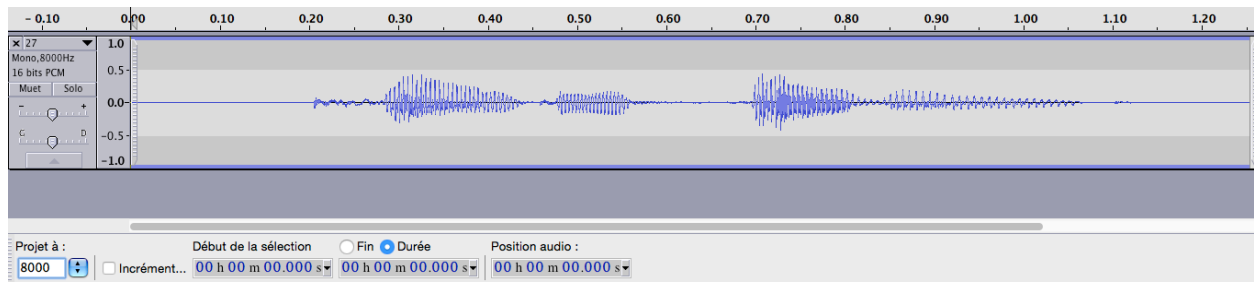 - 0.10 0.00 0.10 0.20 0.30 0.40 0.50 0.60 0.70 0.80 0.90 1.00 1.10 1.20
x 27 1.0
Mono,8000Hz
16 bits PCM 0.5-
Muet Solo
- + 0.0-
G D -0.5-
-1.0
Projet à : Début de la sélection Fin Durée Position audio :
8000 Incrément... 00 h 00 m 00.000 s 00 h 00 m 00.000 s 00 h 00 m 00.000 s